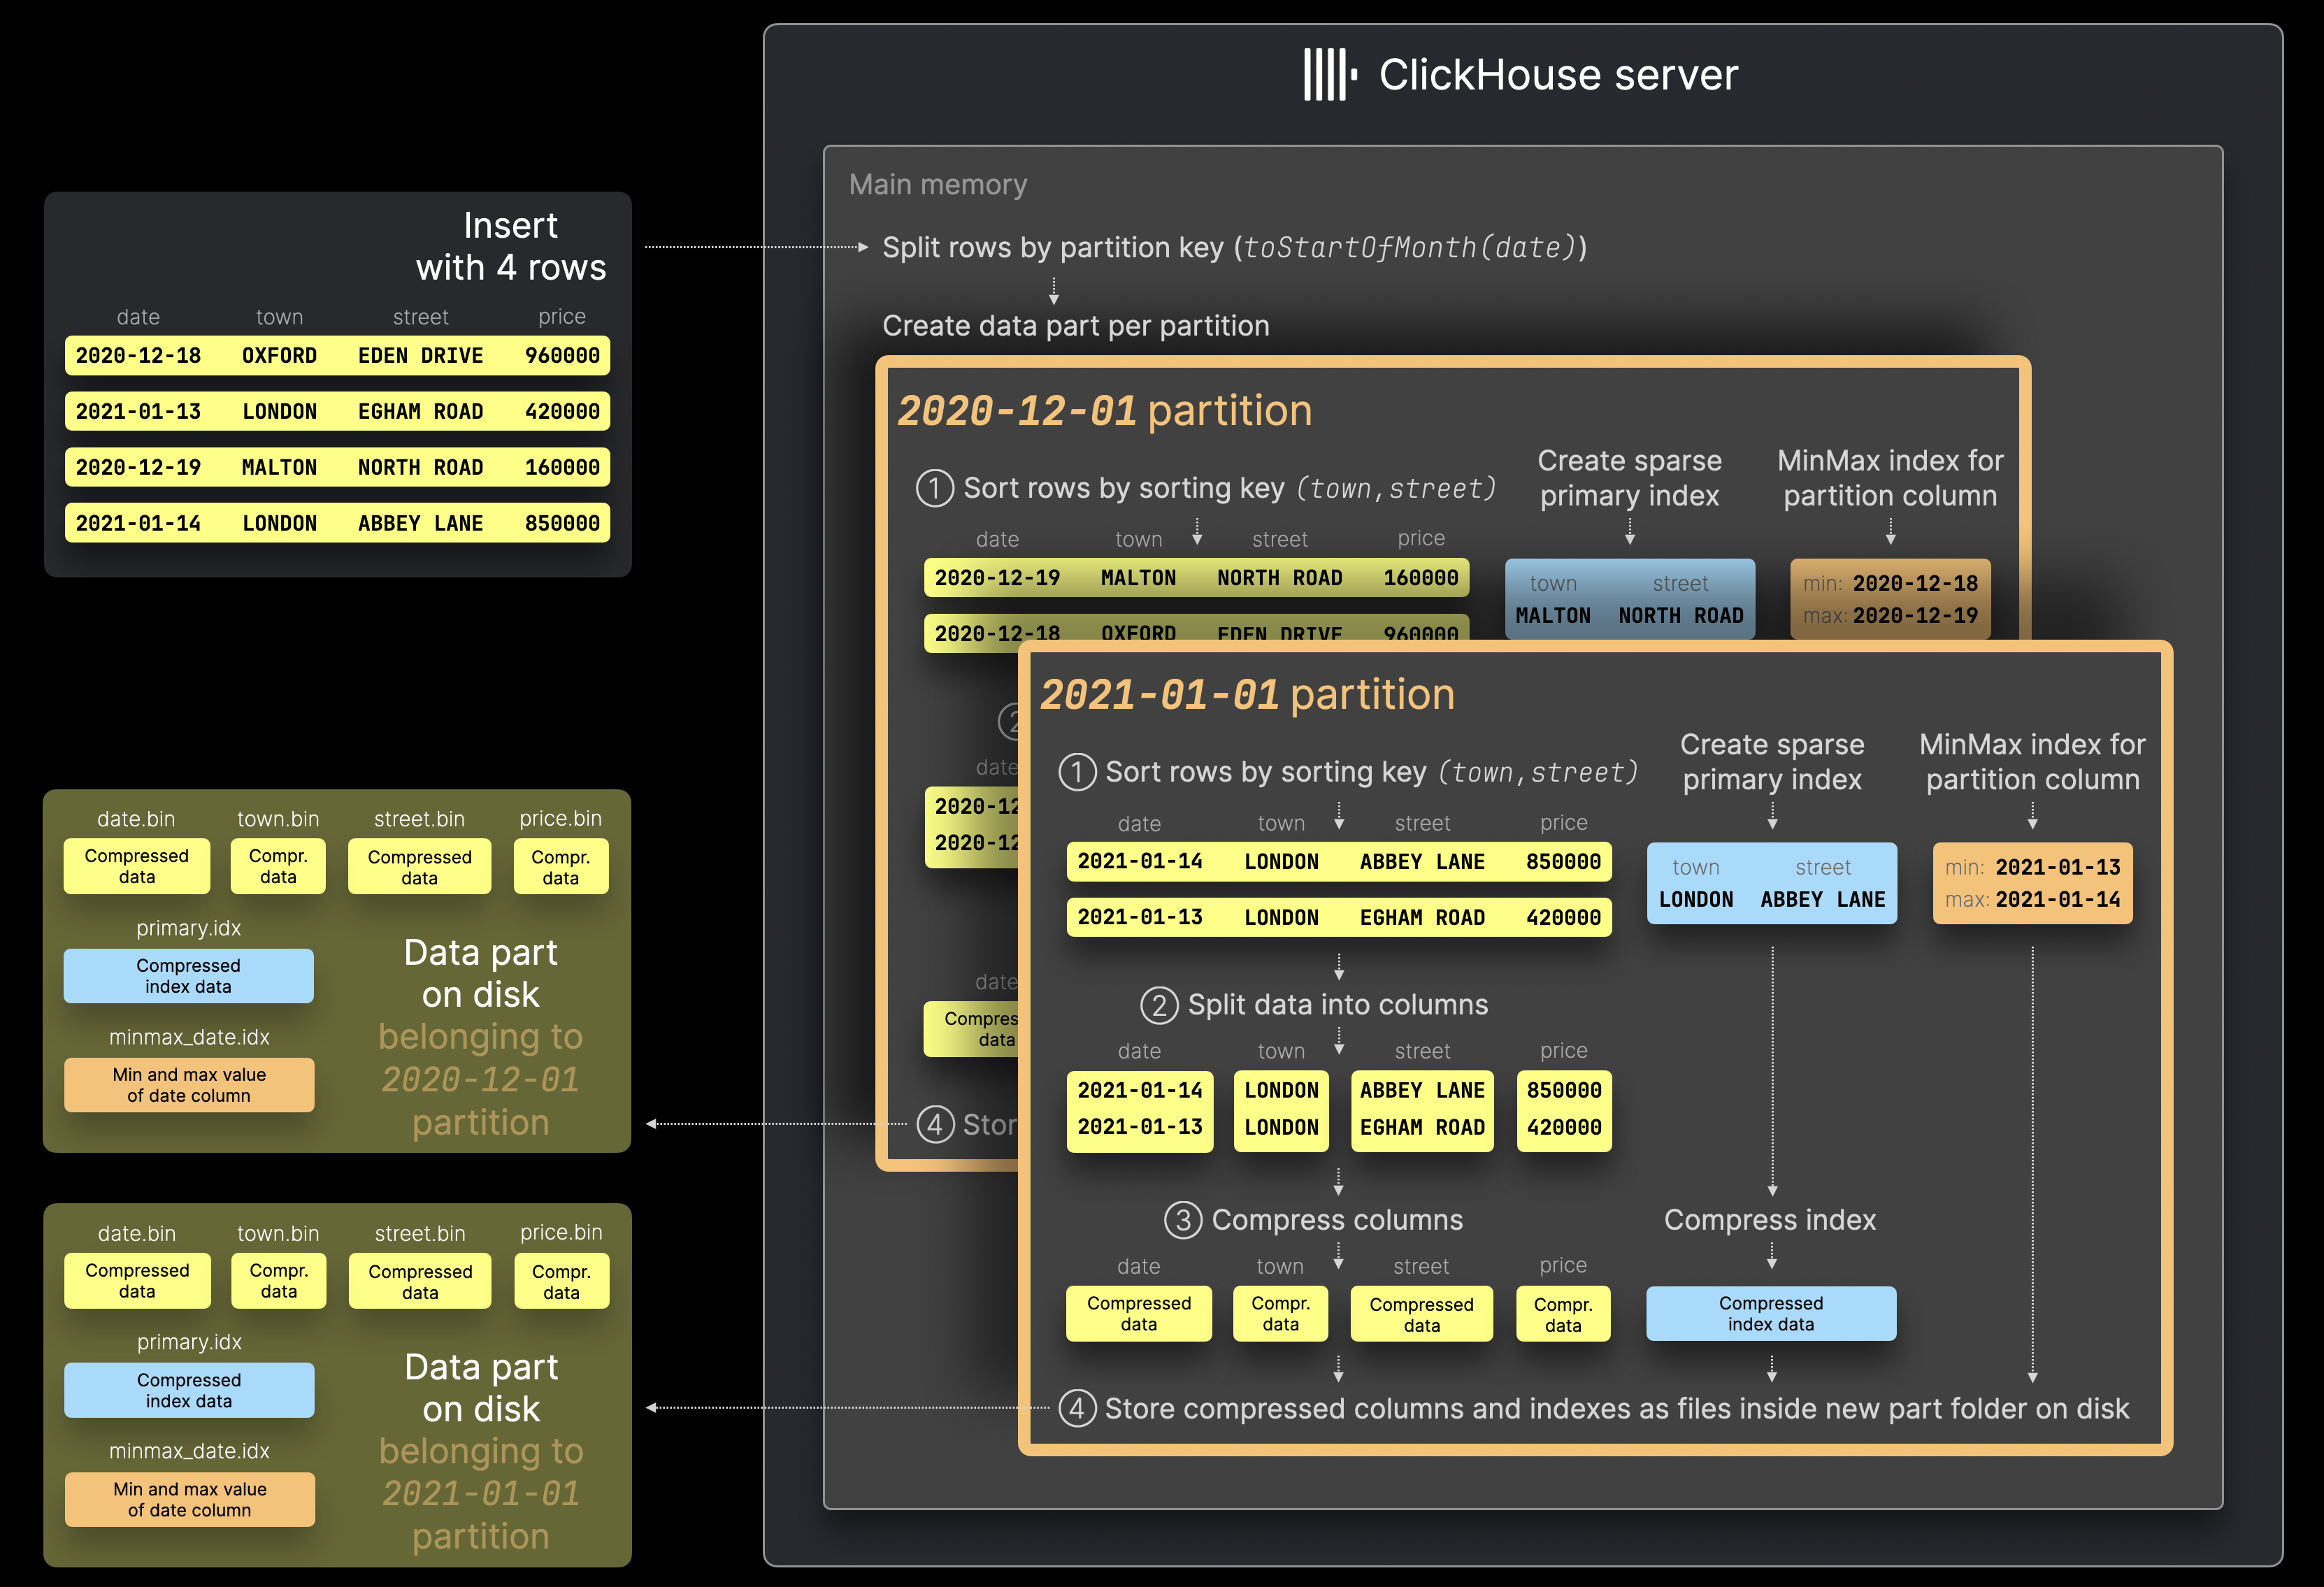 ClickHouse server
Main memory
Insert
with 4 rows
date town street price
2020-12-18 OXFORD EDEN DRIVE 960000
2021-01-13 LONDON EGHAM ROAD 420000
2020-12-19 MALTON NORTH ROAD 160000
2021-01-14 LONDON ABBEY LANE 850000
Split rows by partition key (toStartOfMonth(date))
Create data part per partition
2020-12-01 partition
① Sort rows by sorting key (town,street)
Create sparse
primary index
MinMax index for
partition column
date town street price
2020-12-19 MALTON NORTH ROAD 160000
2020-12-18 OXFORD EDEN DRIVE 960000
town street
MALTON NORTH ROAD
min: 2020-12-18
max: 2020-12-19
②
date
2020-12
2020-12
date
Compres
data
④ Stor
2021-01-01 partition
① Sort rows by sorting key (town,street)
Create sparse
primary index
MinMax index for
partition column
date town street price
2021-01-14 LONDON ABBEY LANE 850000
2021-01-13 LONDON EGHAM ROAD 420000
town street
LONDON ABBEY LANE
min: 2021-01-13
max: 2021-01-14
② Split data into columns
date town street price
2021-01-14 LONDON ABBEY LANE 850000
2021-01-13 LONDON EGHAM ROAD 420000
③ Compress columns
Compress index
date town street price
Compressed
data
Compr.
data
Compressed
data
Compr.
data
Compressed
index data
④ Store compressed columns and indexes as files inside new part folder on disk
date.bin town.bin street.bin price.bin
Compressed
data
Compr.
data
Compressed
data
Compr.
data
primary.idx
Compressed
index data
minmax_date.idx
Min and max value
of date column
Data part
on disk
belonging to
2020-12-01
partition
date.bin town.bin street.bin price.bin
Compressed
data
Compr.
data
Compressed
data
Compr.
data
primary.idx
Compressed
index data
minmax_date.idx
Min and max value
of date column
Data part
on disk
belonging to
2021-01-01
partition